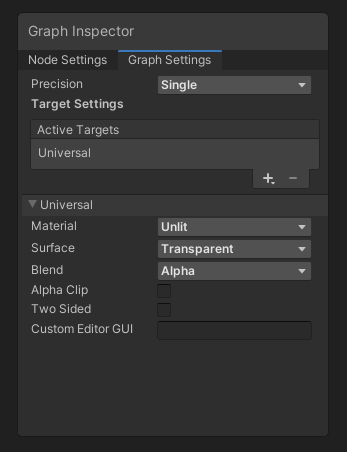 Graph Inspector
Node Settings Graph Settings
Precision Single
Target Settings
Active Targets
Universal
+ −
Universal
Material Unlit
Surface Transparent
Blend Alpha
Alpha Clip
Two Sided
Custom Editor GUI